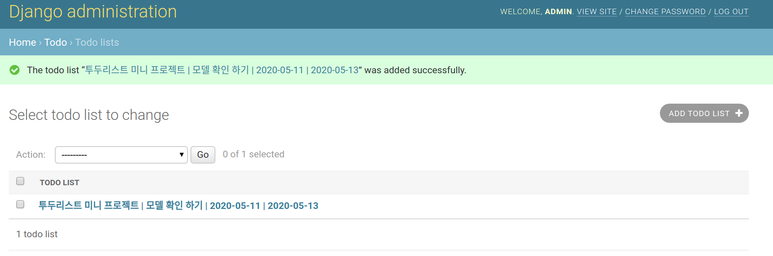 Django administration
WELCOME, ADMIN. VIEW SITE / CHANGE PASSWORD / LOG OUT
Home › Todo › Todo lists
The todo list "투두리스트 미니 프로젝트 | 모델 확인 하기 | 2020-05-11 | 2020-05-13" was added successfully.
Select todo list to change
ADD TODO LIST +
Action: --------- Go 0 of 1 selected
TODO LIST
투두리스트 미니 프로젝트 | 모델 확인 하기 | 2020-05-11 | 2020-05-13
1 todo list